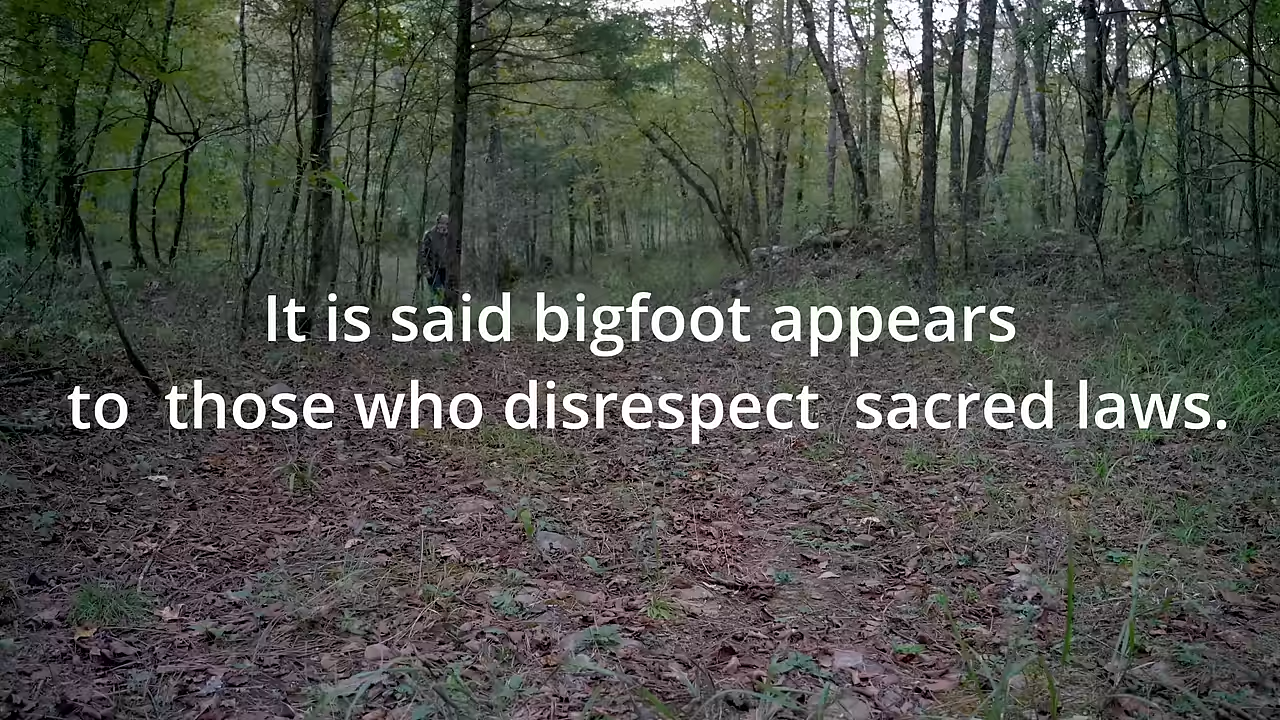 It is said bigfoot appears
to  those who disrespect  sacred laws.